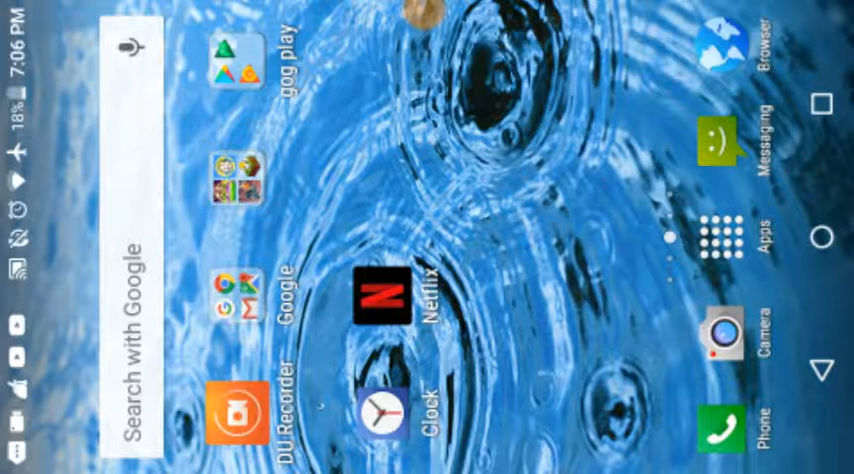 18% 7:06 PM
Search with Google
DU Recorder
Google
gog play
Clock
Netflix
N
Phone
Camera
Apps
Messaging
Browser